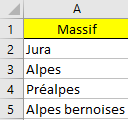 A
1 Massif
2 Jura
3 Alpes
4 Préalpes
5 Alpes bernoises